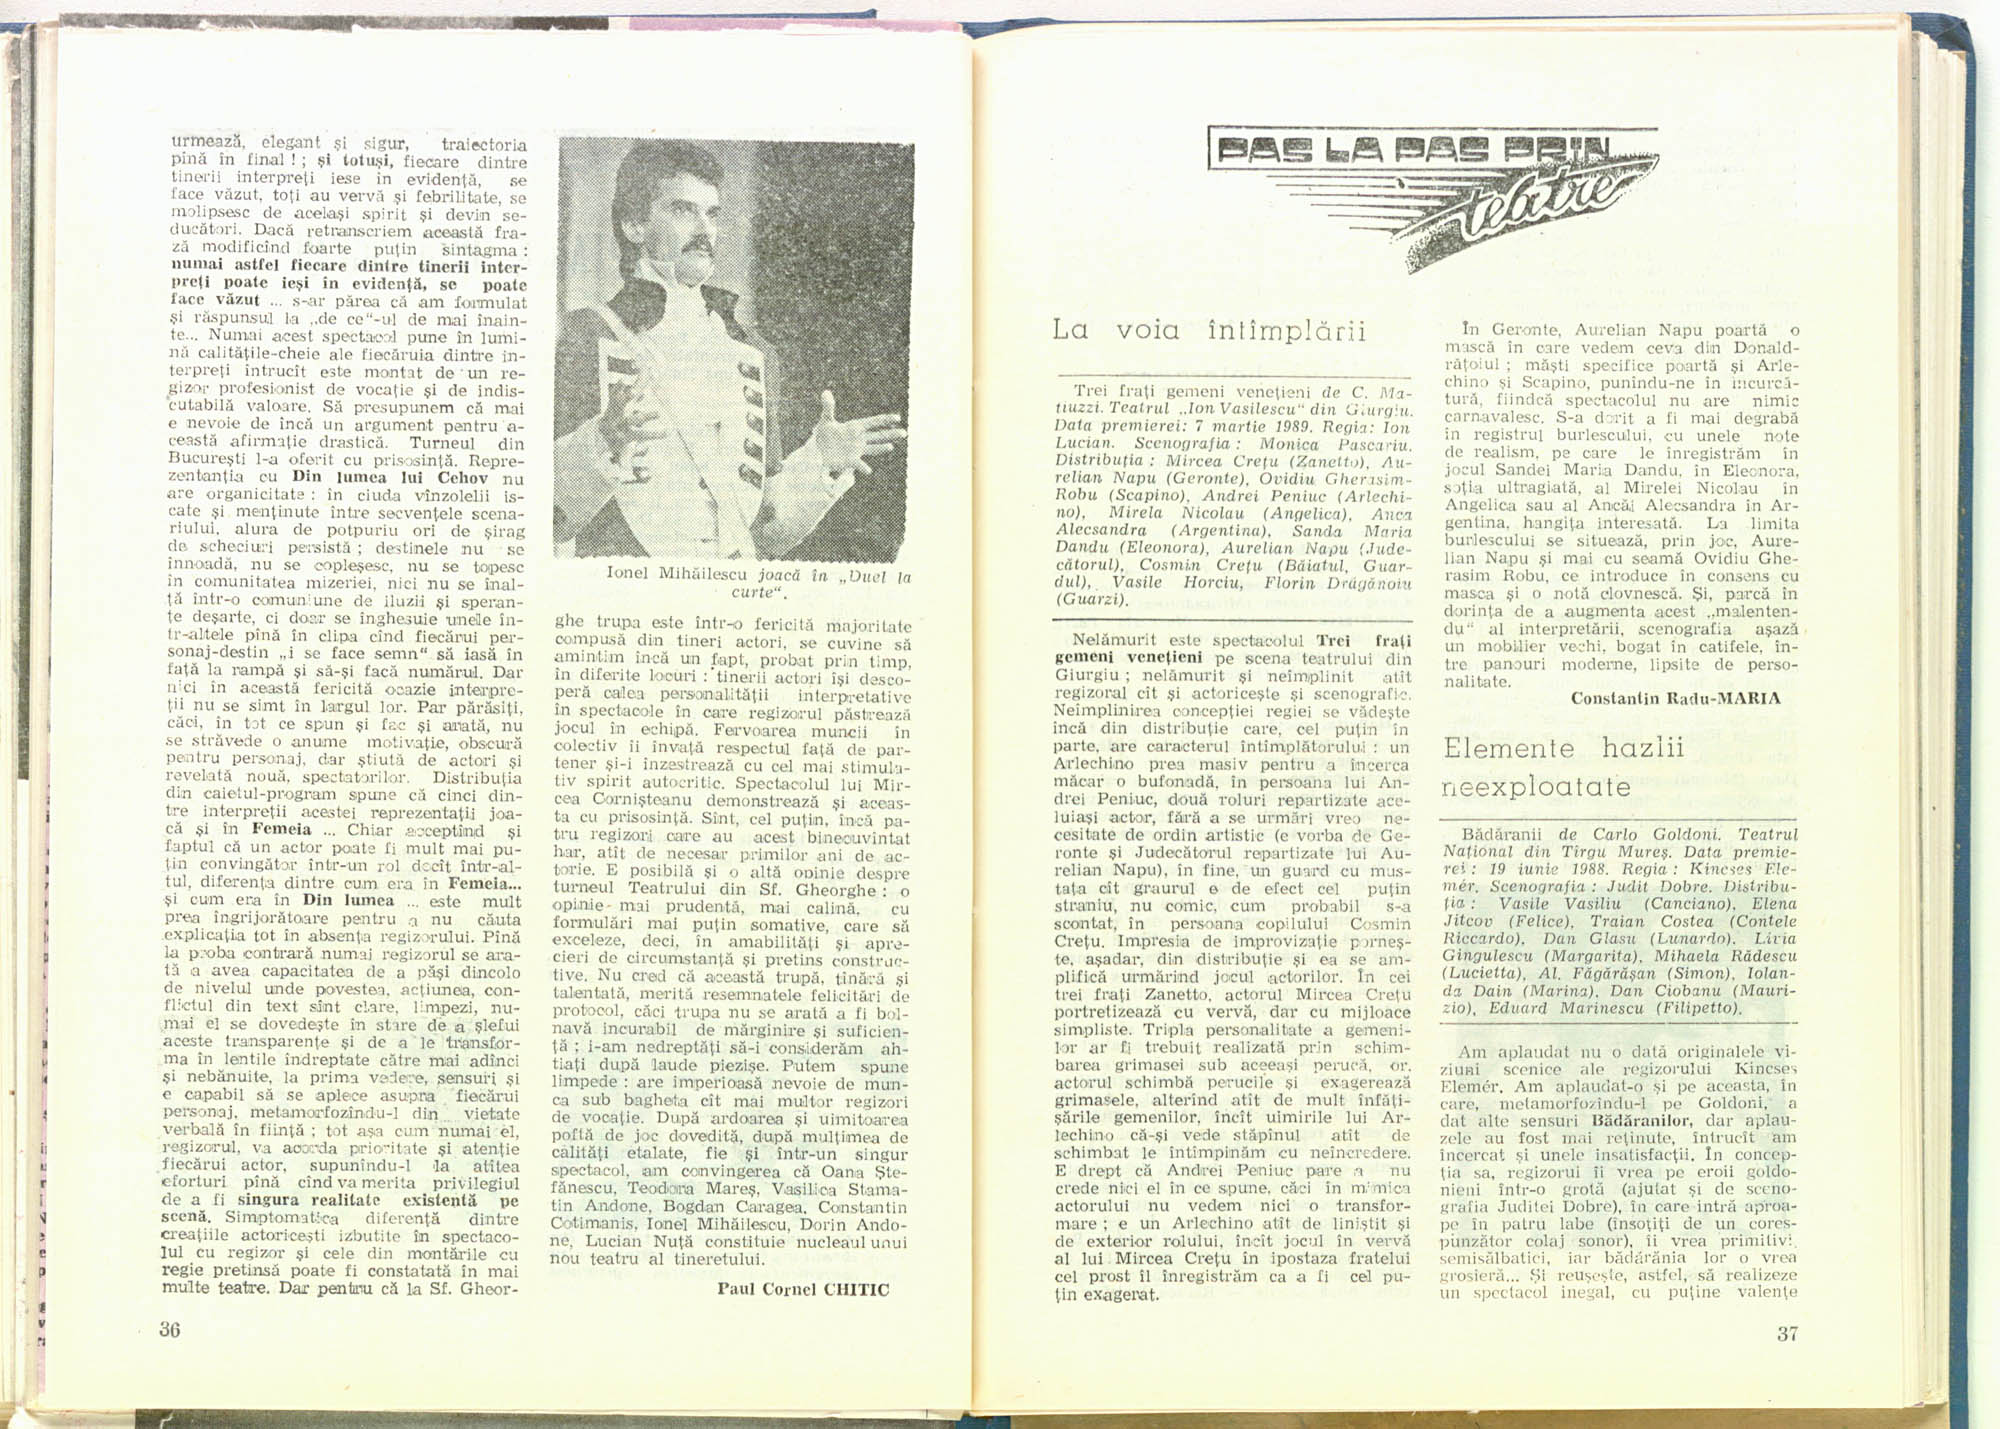 urmează, elegant și sigur, traiectoria
pînă în final ! ; și totuși, fiecare dintre
tinerii interpreți iese în evidență, se
face văzut, toți au vervă și febrilitate, se
molipsesc de același spirit și devin se-
ducători. Dacă retranscriem această fra-
ză modificînd foarte puțin sintagma :
numai astfel fiecare dintre tinerii inter-
preți poate ieși în evidență, se poate
face văzut ... s-ar părea că am formulat
și răspunsul la „de ce“-ul de mai înain-
te... Numai acest spectacol pune în lumi-
nă calitățile-cheie ale fiecăruia dintre in-
terpreți întrucît este montat de un re-
gizor profesionist de vocație și de indis-
cutabilă valoare. Să presupunem că mai
e nevoie de încă un argument pentru a-
ceastă afirmație drastică. Turneul din
București l-a oferit cu prisosință. Repre-
zentanția cu Din lumea lui Cehov nu
are organicitate : în ciuda vînzolelii is-
cate și menținute între secvențele scena-
riului, alura de potpuriu ori de șirag
de scheciuri persistă ; destinele nu se
înnoadă, nu se copleșesc, nu se topesc
în comunitatea mizeriei, nici nu se înal-
ță într-o comuniune de iluzii și speran-
țe deșarte, ci doar se înghesuie unele în-
tr-altele pînă în clipa cînd fiecărui per-
sonaj-destin „i se face semn“ să iasă în
față la rampă și să-și facă numărul. Dar
nici în această fericită ocazie interpre-
ții nu se simt în largul lor. Par părăsiți,
căci, în tot ce spun și fac și arată, nu
se străvede o anume motivație, obscură
pentru personaj, dar știută de actori și
revelată nouă, spectatorilor. Distribuția
din caietul-program spune că cinci din-
tre interpreții acestei reprezentații joa-
că și în Femeia ... Chiar acceptînd și
faptul că un actor poate fi mult mai pu-
țin convingător într-un rol decît într-al-
tul, diferența dintre cum era în Femeia...
și cum era în Din lumea ... este mult
prea îngrijorătoare pentru a nu căuta
explicația tot în absența regizorului. Pînă
la proba contrară numai regizorul se ara-
tă a avea capacitatea de a păși dincolo
de nivelul unde povestea, acțiunea, con-
flictul din text sînt clare, limpezi, nu-
mai el se dovedește în stare de a șlefui
aceste transparențe și de a le transfor-
ma în lentile îndreptate către mai adînci
și nebănuite, la prima vedere, sensuri și
e capabil să se aplece asupra fiecărui
personaj, metamorfozîndu-l din vietate
verbală în ființă ; tot așa cum numai el,
regizorul, va acorda prioritate și atenție
fiecărui actor, supunîndu-l la atîtea
eforturi pînă cînd va merita privilegiul
de a fi singura realitate existentă pe
scenă. Simptomatica diferență dintre
creațiile actoricești izbutite în spectaco-
lul cu regizor și cele din montările cu
regie pretinsă poate fi constatată în mai
multe teatre. Dar pentru că la Sf. Gheor-
36
Ionel Mihăilescu joacă în „Duel la
curte“.
ghe trupa este într-o fericită majoritate
compusă din tineri actori, se cuvine să
amintim încă un fapt, probat prin timp,
în diferite locuri : tinerii actori își desco-
peră calea personalității interpretative
în spectacole în care regizorul păstrează
jocul în echipă. Fervoarea muncii în
colectiv îi învață respectul față de par-
tener și-i înzestrează cu cel mai stimula-
tiv spirit autocritic. Spectacolul lui Mir-
cea Cornișteanu demonstrează și aceas-
ta cu prisosință. Sînt, cel puțin, încă pa-
tru regizori care au acest binecuvîntat
har, atît de necesar primilor ani de ac-
torie. E posibilă și o altă opinie despre
turneul Teatrului din Sf. Gheorghe : o
opinie mai prudentă, mai calină, cu
formulări mai puțin somative, care să
exceleze, deci, în amabilități și apre-
cieri de circumstanță și pretins construc-
tive. Nu cred că această trupă, tînără și
talentată, merită resemnatele felicitări de
protocol, căci trupa nu se arată a fi bol-
navă incurabil de mărginire și suficien-
ță ; i-am nedreptăți să-i considerăm ah-
tiați după laude piezișe. Putem spune
limpede : are imperioasă nevoie de mun-
ca sub bagheta cît mai multor regizori
de vocație. După ardoarea și uimitoarea
poftă de joc dovedită, după mulțimea de
calități etalate, fie și într-un singur
spectacol, am convingerea că Oana Ște-
fănescu, Teodora Mareș, Vasilica Stama-
tin Andone, Bogdan Caragea, Constantin
Cotimanis, Ionel Mihăilescu, Dorin Ando-
ne, Lucian Nuță constituie nucleul unui
nou teatru al tineretului.
Paul Cornel CHITIC
PAS LA PAS PRIN
teatre
La voia întîmplării
Trei frați gemeni venețieni de C. Ma-
tiuzzi. Teatrul „Ion Vasilescu“ din Giurgiu.
Data premierei: 7 martie 1989. Regia: Ion
Lucian. Scenografia : Monica Pascariu.
Distribuția : Mircea Crețu (Zanetto), Au-
relian Napu (Geronte), Ovidiu Gherasim-
Robu (Scapino), Andrei Peniuc (Arlechi-
no), Mirela Nicolau (Angelica), Anca
Alecsandra (Argentina), Sanda Maria
Dandu (Eleonora), Aurelian Napu (Jude-
cătorul), Cosmin Crețu (Băiatul, Guar-
dul), Vasile Horciu, Florin Drăgănoiu
(Guarzi).
Nelămurit este spectacolul Trei frați
gemeni venețieni pe scena teatrului din
Giurgiu ; nelămurit și neîmplinit atît
regizoral cît și actoricește și scenografic.
Neîmplinirea concepției regiei se vădește
încă din distribuție care, cel puțin în
parte, are caracterul întîmplătorului : un
Arlechino prea masiv pentru a încerca
măcar o bufonadă, în persoana lui An-
drei Peniuc, două roluri repartizate ace-
luiași actor, fără a se urmări vreo ne-
cesitate de ordin artistic (e vorba de Ge-
ronte și Judecătorul repartizate lui Au-
relian Napu), în fine, un guard cu mus-
tața cît graurul e de efect cel puțin
straniu, nu comic, cum probabil s-a
scontat, în persoana copilului Cosmin
Crețu. Impresia de improvizație porneș-
te, așadar, din distribuție și ea se am-
plifică urmărind jocul actorilor. În cei
trei frați Zanetto, actorul Mircea Crețu
portretizează cu vervă, dar cu mijloace
simpliste. Tripla personalitate a gemeni-
lor ar fi trebuit realizată prin schim-
barea grimasei sub aceeași perucă, or,
actorul schimbă perucile și exagerează
grimasele, alterînd atît de mult înfăți-
șările gemenilor, încît uimirile lui Ar-
lechino că-și vede stăpînul atît de
schimbat le întîmpinăm cu neîncredere.
E drept că Andrei Peniuc pare a nu
crede nici el în ce spune, căci în mimica
actorului nu vedem nici o transfor-
mare ; e un Arlechino atît de liniștit și
de exterior rolului, încît jocul în vervă
al lui Mircea Crețu în ipostaza fratelui
cel prost îl înregistrăm ca a fi cel pu-
țin exagerat.
În Geronte, Aurelian Napu poartă o
mască în care vedem ceva din Donald-
rățoiul ; măști specifice poartă și Arle-
chino și Scapino, punîndu-ne în încurcă-
tură, fiindcă spectacolul nu are nimic
carnavalesc. S-a dorit a fi mai degrabă
în registrul burlescului, cu unele note
de realism, pe care le înregistrăm în
jocul Sandei Maria Dandu, în Eleonora,
soția ultragiată, al Mirelei Nicolau în
Angelica sau al Ancăi Alecsandra în Ar-
gentina, hangița interesată. La limita
burlescului se situează, prin joc, Aure-
lian Napu și mai cu seamă Ovidiu Ghe-
rasim Robu, ce introduce în consens cu
masca și o notă clovnescă. Și, parcă în
dorința de a augmenta acest „malenten-
du“ al interpretării, scenografia așază
un mobilier vechi, bogat în catifele, în-
tre panouri moderne, lipsite de perso-
nalitate.
Constantin Radu-MARIA
Elemente hazlii
neexploatate
Bădăranii de Carlo Goldoni. Teatrul
Național din Tîrgu Mureș. Data premie-
rei : 19 iunie 1988. Regia : Kincses Ele-
mér. Scenografia : Judit Dobre. Distribu-
ția : Vasile Vasiliu (Canciano), Elena
Jitcov (Felice), Traian Costea (Contele
Riccardo), Dan Glasu (Lunardo), Livia
Gingulescu (Margarita), Mihaela Rădescu
(Lucietta), Al. Făgărășan (Simon), Iolan-
da Dain (Marina), Dan Ciobanu (Mauri-
zio), Eduard Marinescu (Filipetto).
Am aplaudat nu o dată originalele vi-
ziuni scenice ale regizorului Kincses
Elemér. Am aplaudat-o și pe aceasta, în
care, metamorfozîndu-l pe Goldoni, a
dat alte sensuri Bădăranilor, dar aplau-
zele au fost mai reținute, întrucît am
încercat și unele insatisfacții. În concep-
ția sa, regizorul îi vrea pe eroii goldo-
nieni într-o grotă (ajutat și de sceno-
grafia Juditei Dobre), în care intră aproa-
pe în patru labe (însoțiți de un cores-
punzător colaj sonor), îi vrea primitivi,
semisălbatici, iar bădărănia lor o vrea
grosieră... Și reușește, astfel, să realizeze
un spectacol inegal, cu puține valențe
37